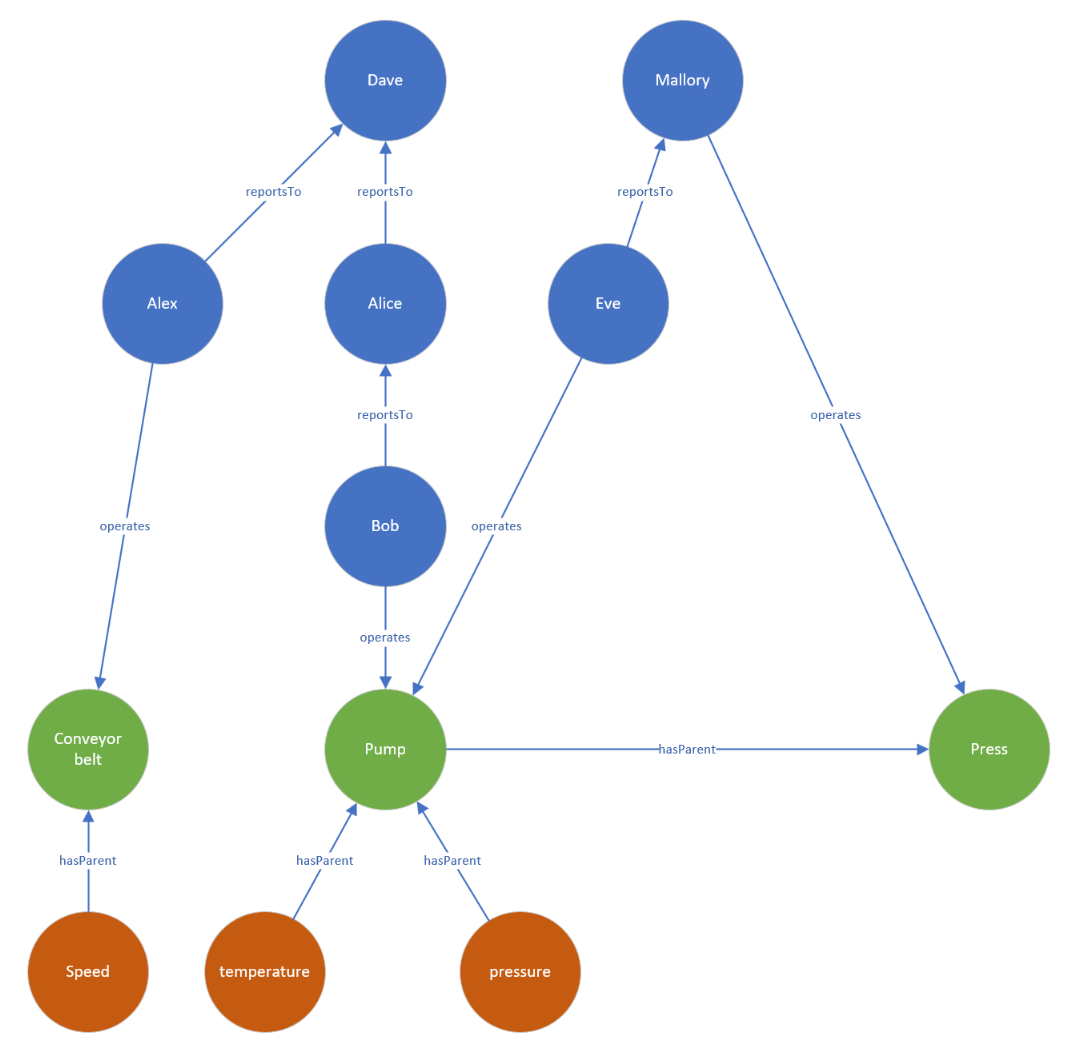 Dave
Mallory
reportsTo
reportsTo
reportsTo
Alex
Alice
Eve
reportsTo
operates
operates
Bob
operates
operates
Conveyor
belt
Pump
hasParent
Press
hasParent
hasParent
hasParent
Speed
temperature
pressure